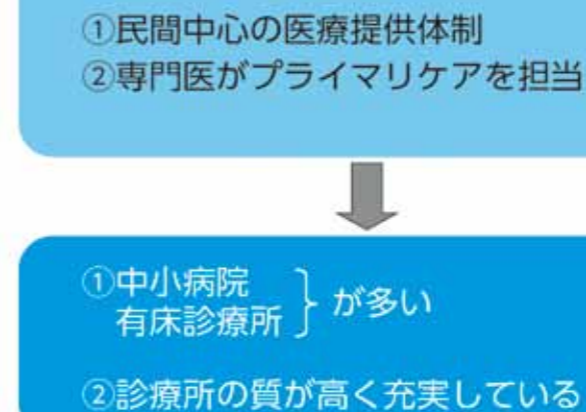 ①民間中心の医療提供体制
②専門医がプライマリケアを担当
①中小病院
有床診療所
が多い
②診療所の質が高く充実している